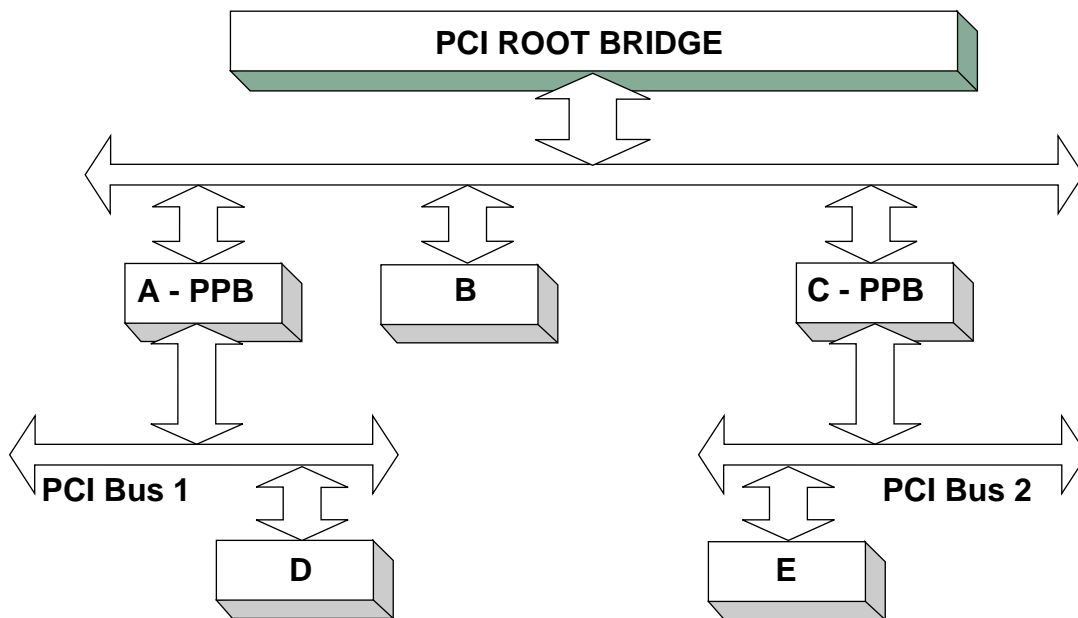 PCI ROOT BRIDGE
A - PPB
B
C - PPB
PCI Bus 1
PCI Bus 2
D
E